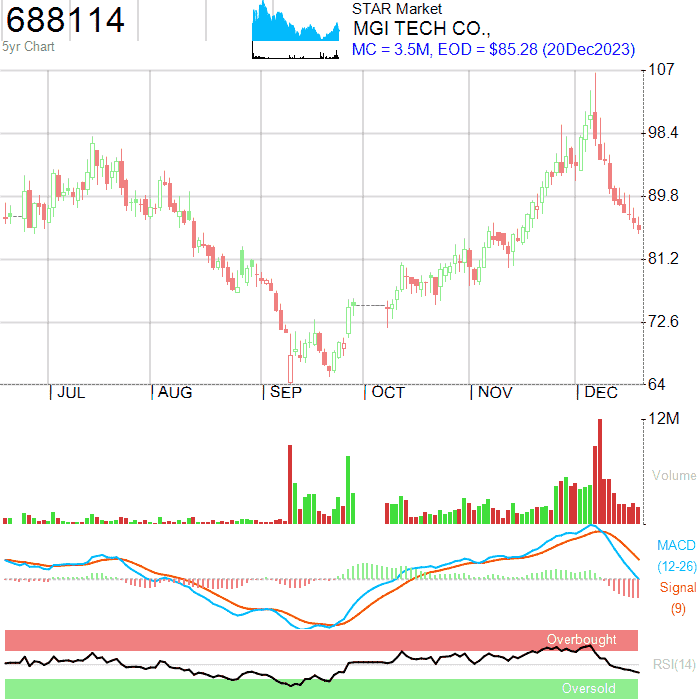 688114
5yr Chart
STAR Market
MGI TECH CO.,
MC = 3.5M, EOD = $85.28 (20Dec2023)
107
98.4
89.8
81.2
72.6
64
JUL AUG SEP OCT NOV DEC
12M
Volume
MACD
(12-26)
Signal
(9)
Overbought
RSI(14)
Oversold